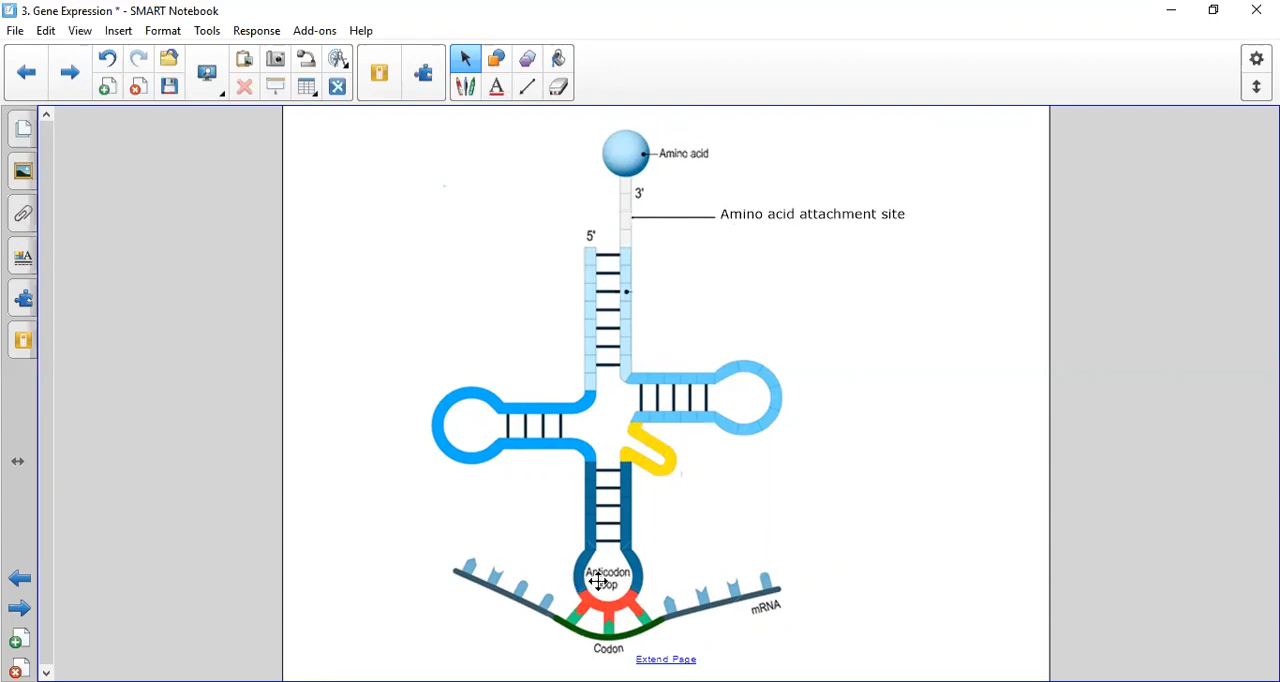 3. Gene Expression * - SMART Notebook
File Edit View Insert Format Tools Options Response Add-ons Help
Amino acid
3'
Amino acid attachment site
5'
Anticodon
loop
mRNA
Codon
Extend Page